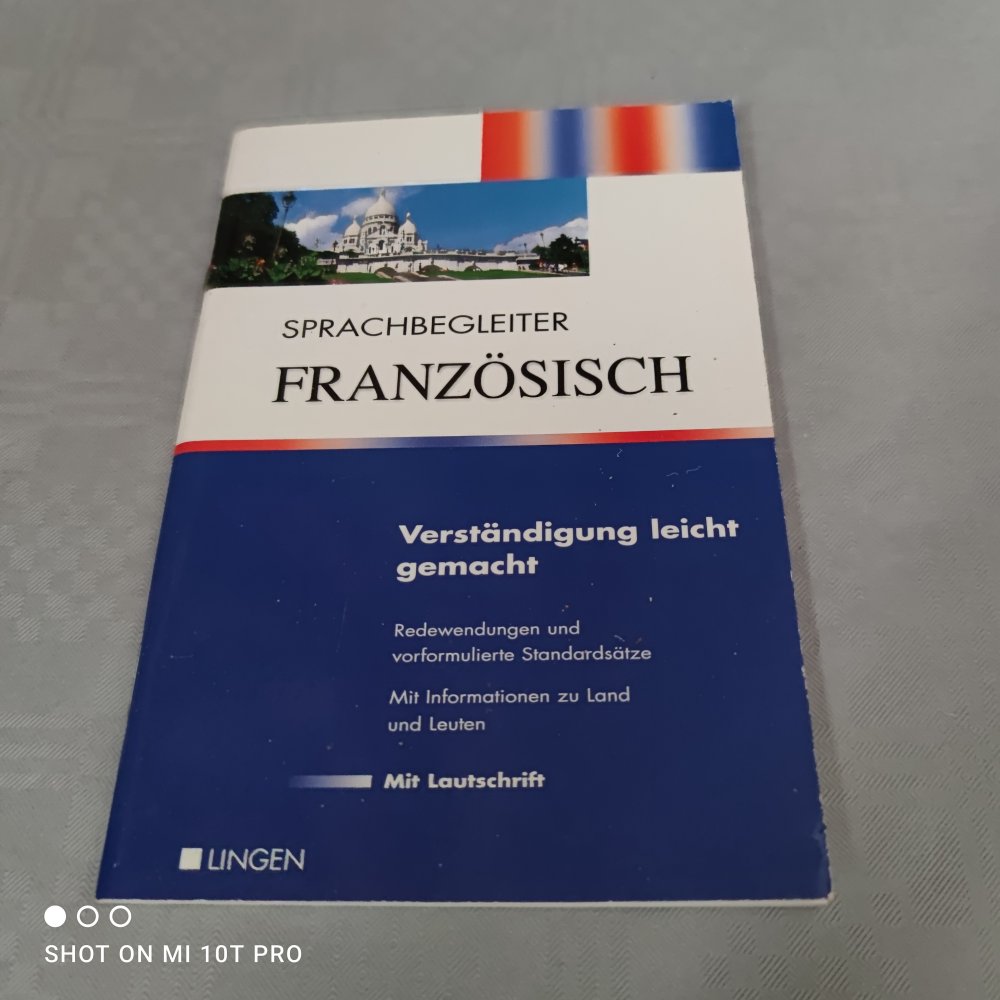 SPRACHBEGLEITER
FRANZÖSISCH
Verständigung leicht
gemacht
Redewendungen und
vorformulierte Standardsätze
Mit Informationen zu Land
und Leuten
Mit Lautschrift
LINGEN
SHOT ON MI 10T PRO